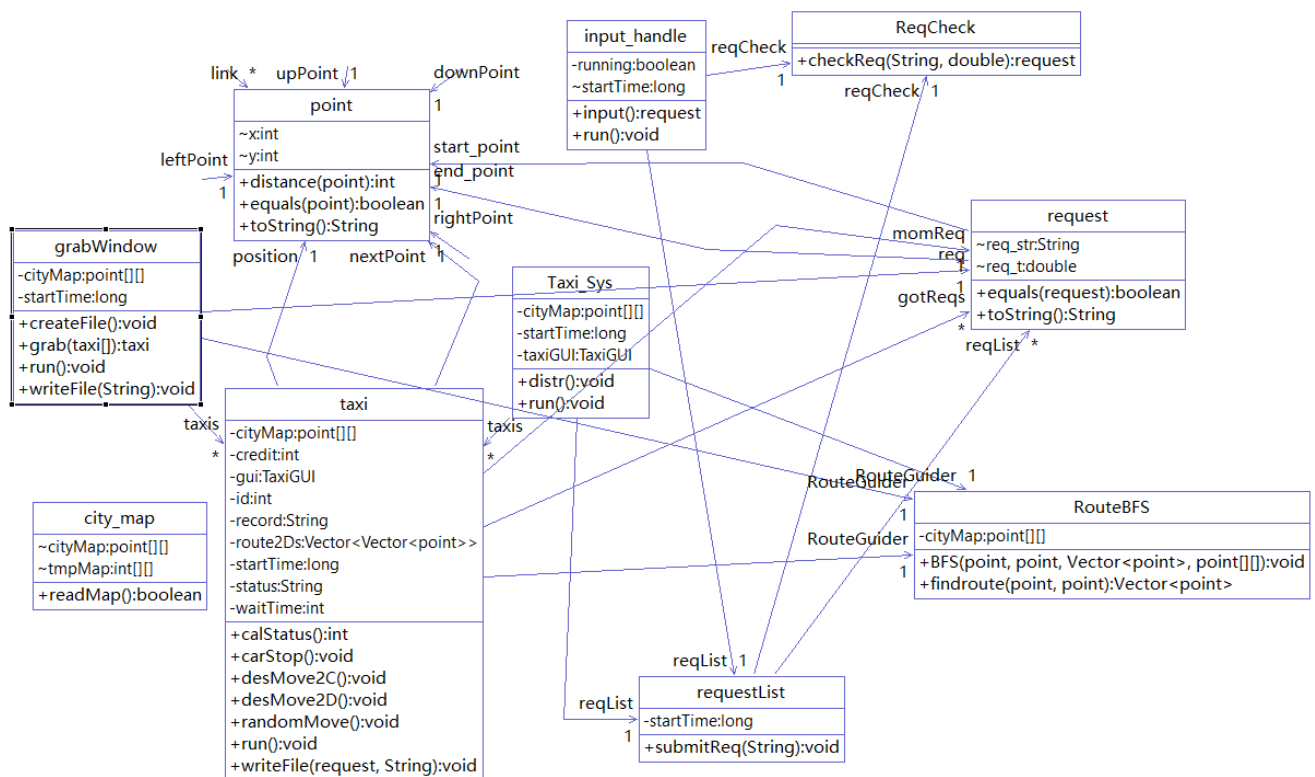 input_handle
-running:boolean
~startTime:long
+input():request
+run():void
reqCheck
1
ReqCheck
+checkReq(String, double):request
reqCheck
1
link
*
upPoint
1
downPoint
1
point
~x:int
~y:int
+distance(point):int
+equals(point):boolean
+toString():String
leftPoint
1
start_point
1
end_point
1
rightPoint
1
position
1
nextPoint
1
grabWindow
-cityMap:point[][]
-startTime:long
+createFile():void
+grab(taxi[]):taxi
+run():void
+writeFile(String):void
taxis
*
Taxi_Sys
-cityMap:point[][]
-startTime:long
-taxiGUI:TaxiGUI
+distr():void
+run():void
taxis
*
request
~req_str:String
~req_t:double
+equals(request):boolean
+toString():String
momReq
1
req
1
gotReqs
*
reqList
*
taxi
-cityMap:point[][]
-credit:int
-gui:TaxiGUI
-id:int
-record:String
-route2Ds:Vector<Vector<point>>
-startTime:long
-status:String
-waitTime:int
+calStatus():int
+carStop():void
+desMove2C():void
+desMove2D():void
+randomMove():void
+run():void
+writeFile(request, String):void
city_map
~cityMap:point[][]
~tmpMap:int[][]
+readMap():boolean
RouteGuider
1
RouteGuider
1
RouteGuider
1
RouteBFS
-cityMap:point[][]
+BFS(point, point, Vector<point>, point[][]):void
+findroute(point, point):Vector<point>
reqList
1
reqList
1
requestList
-startTime:long
+submitReq(String):void